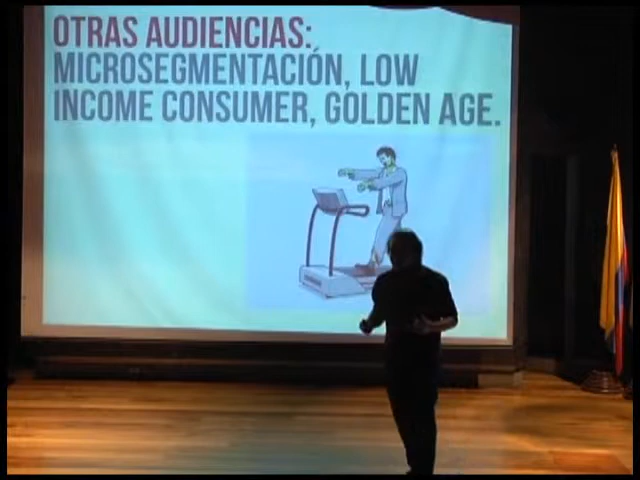 OTRAS AUDIENCIAS:
MICROSEGMENTACIÓN, LOW
INCOME CONSUMER, GOLDEN AGE.